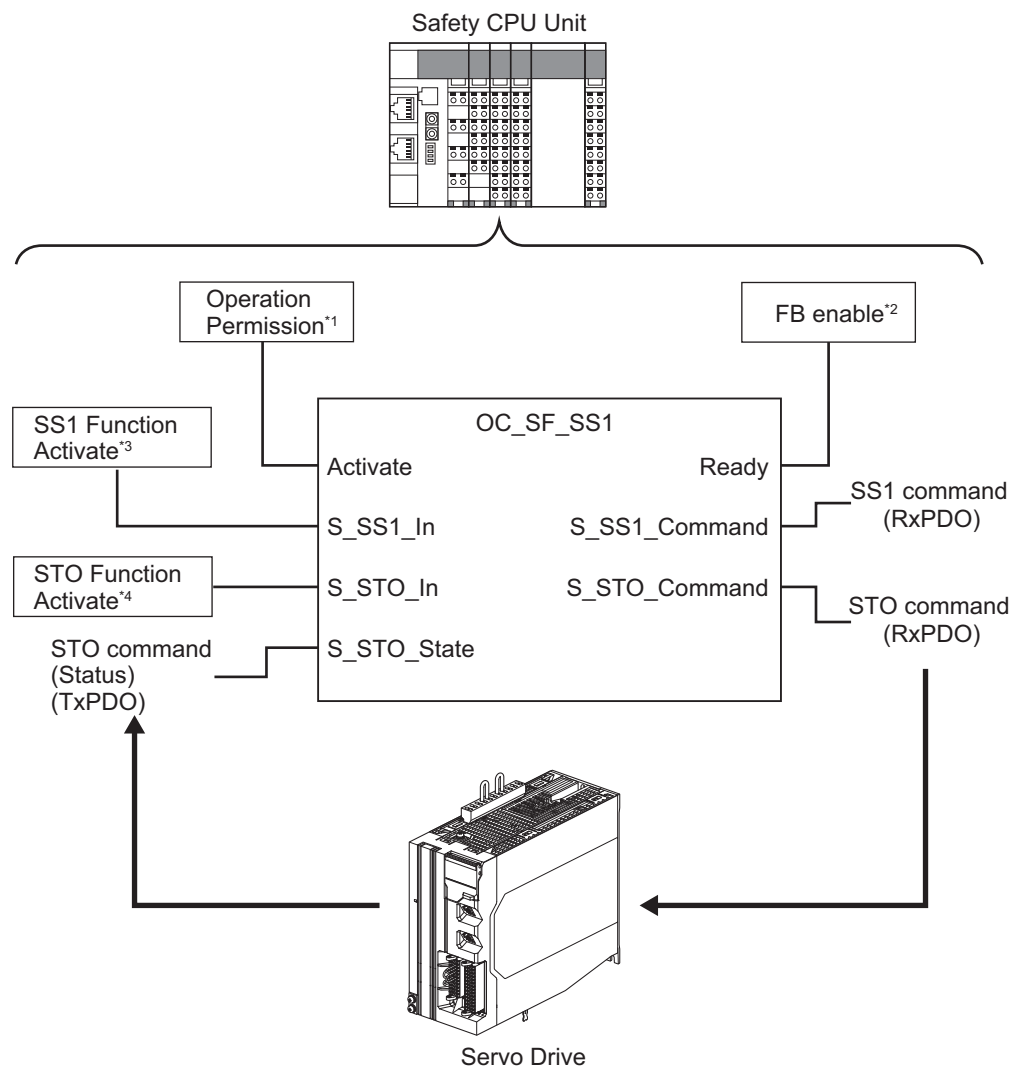 Safety CPU Unit
Operation
Permission*1
FB enable*2
SS1 Function
Activate*3
STO Function
Activate*4
STO command
(Status)
(TxPDO)
OC_SF_SS1
Activate
Ready
S_SS1_In
S_SS1_Command
S_STO_In
S_STO_Command
S_STO_State
SS1 command
(RxPDO)
STO command
(RxPDO)
Servo Drive